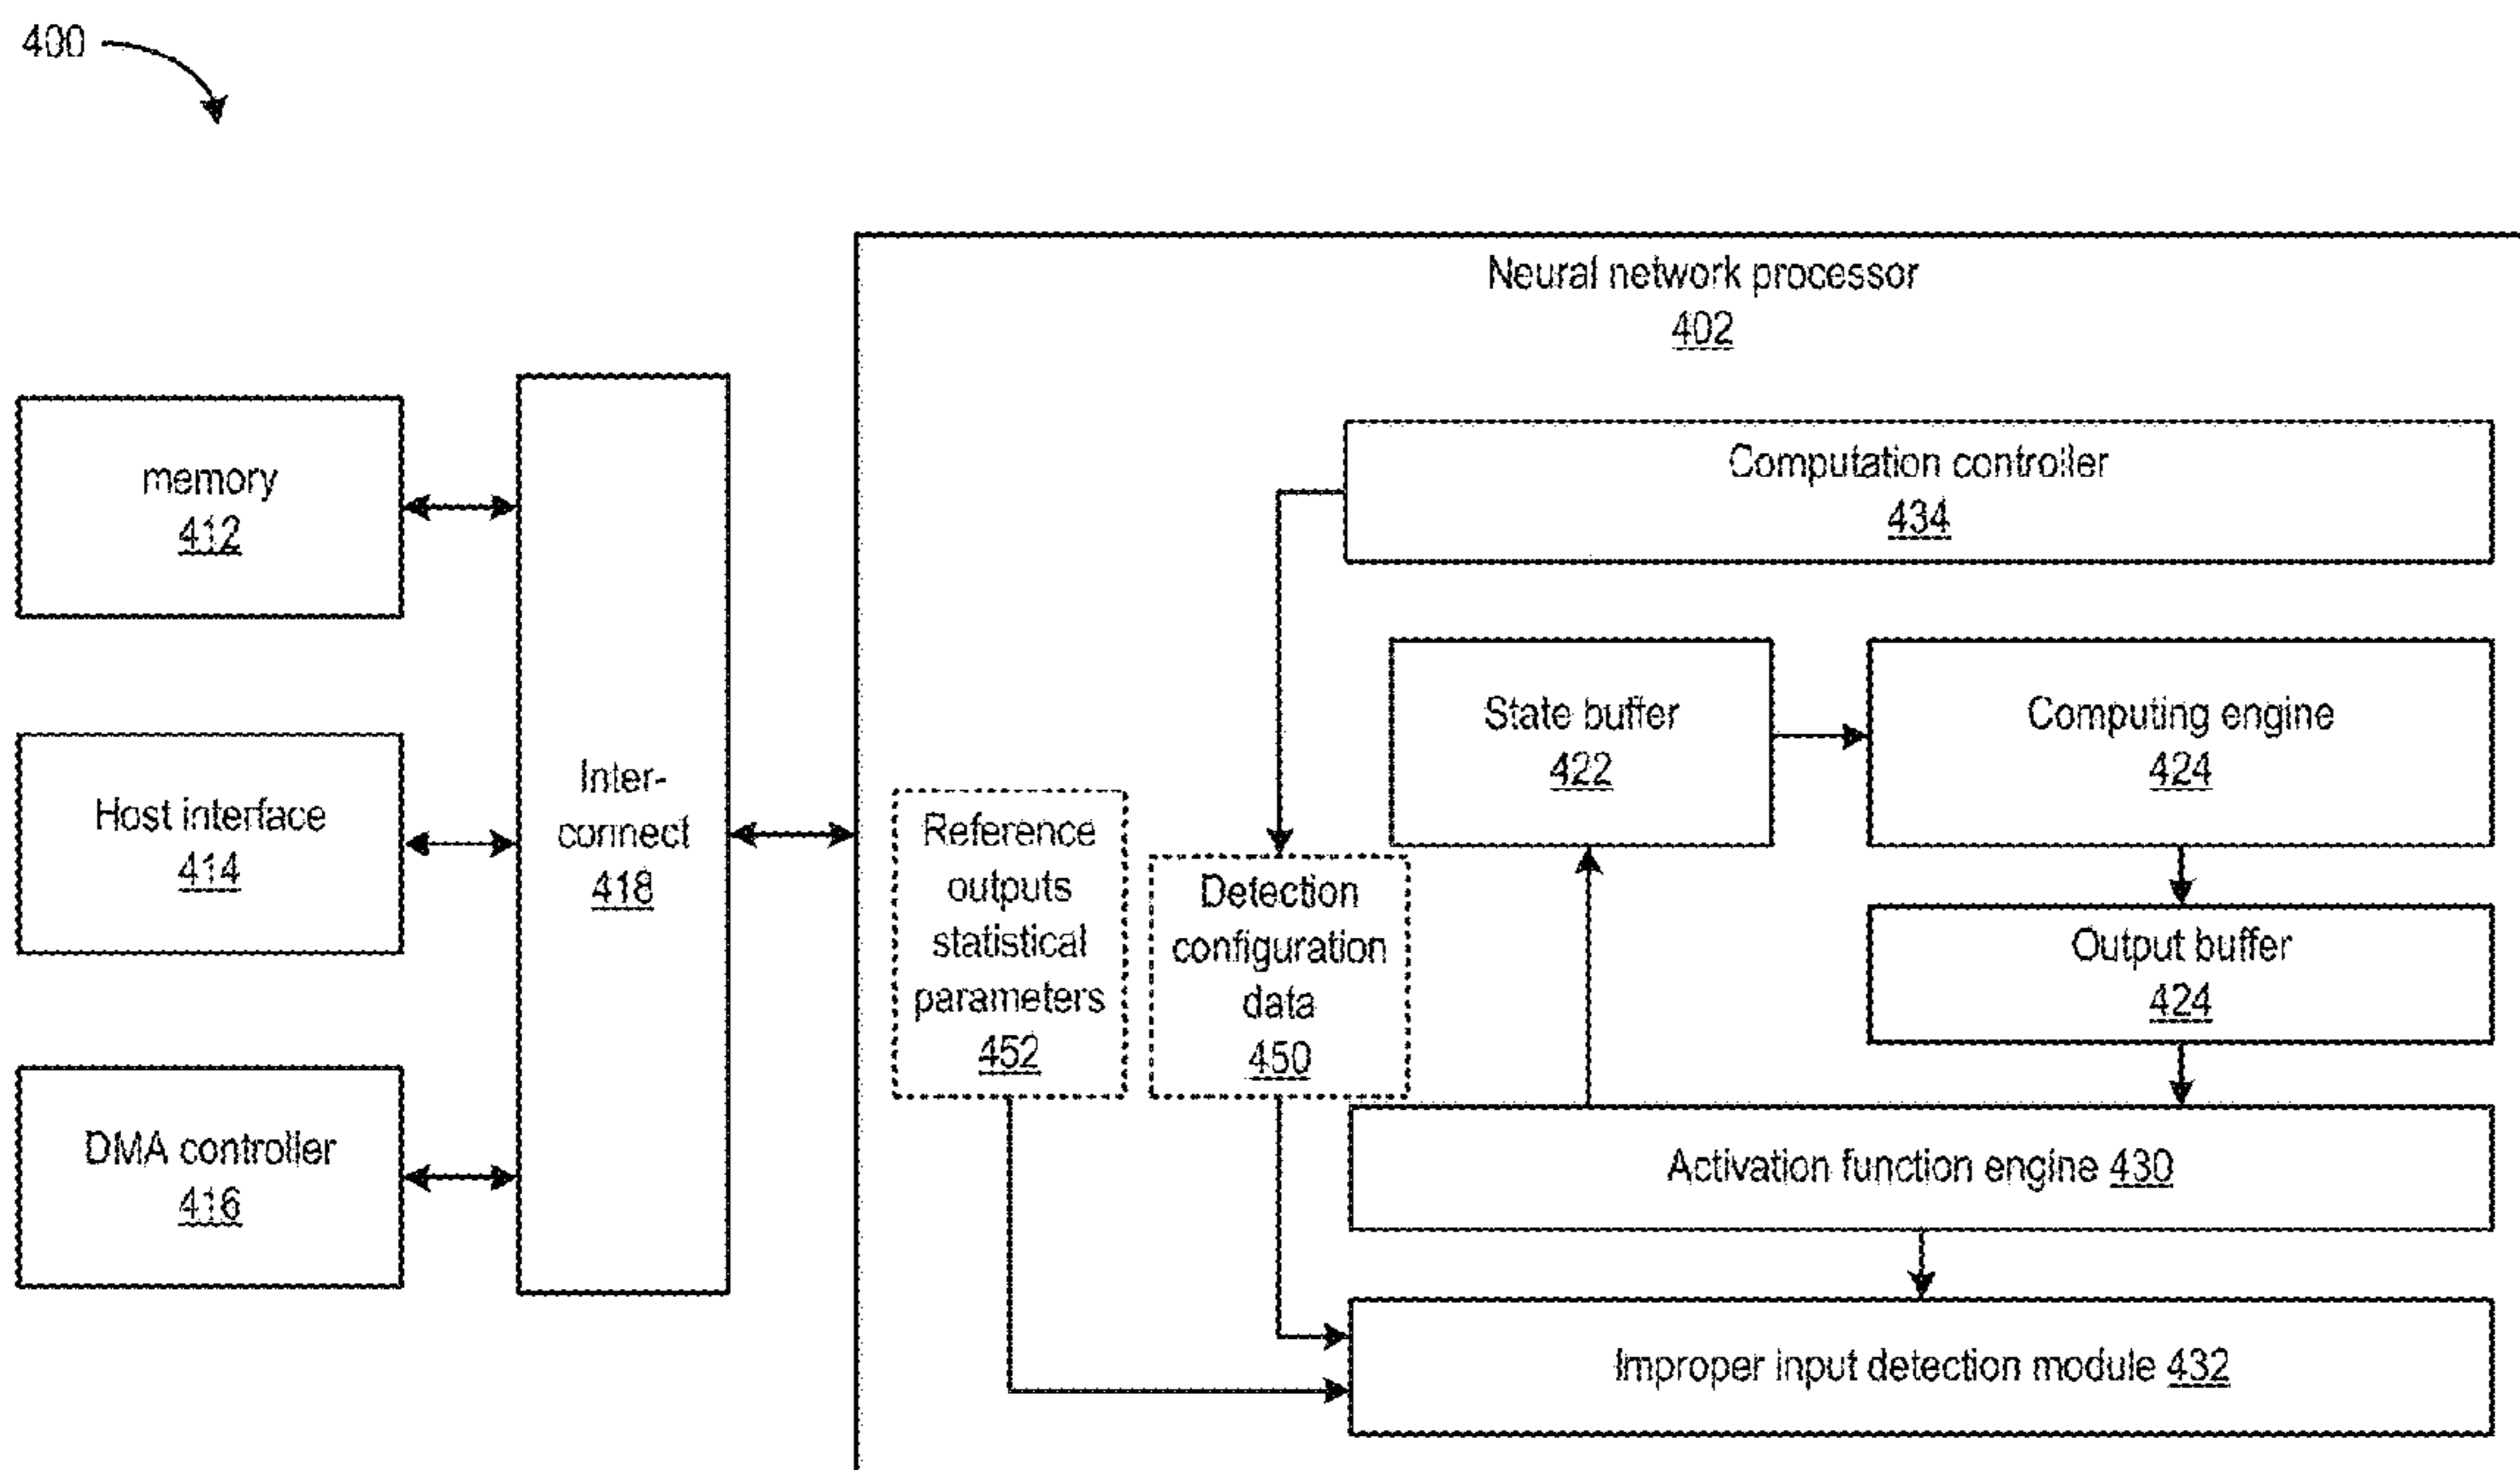 400
Neural network processor
402
memory
412
Host interface
414
DMA controller
416
Inter-
connect
418
Computation controller
434
State buffer
422
Computing engine
424
Reference
outputs
statistical
parameters
452
Detection
configuration
data
450
Output buffer
424
Activation function engine 430
Improper input detection module 432